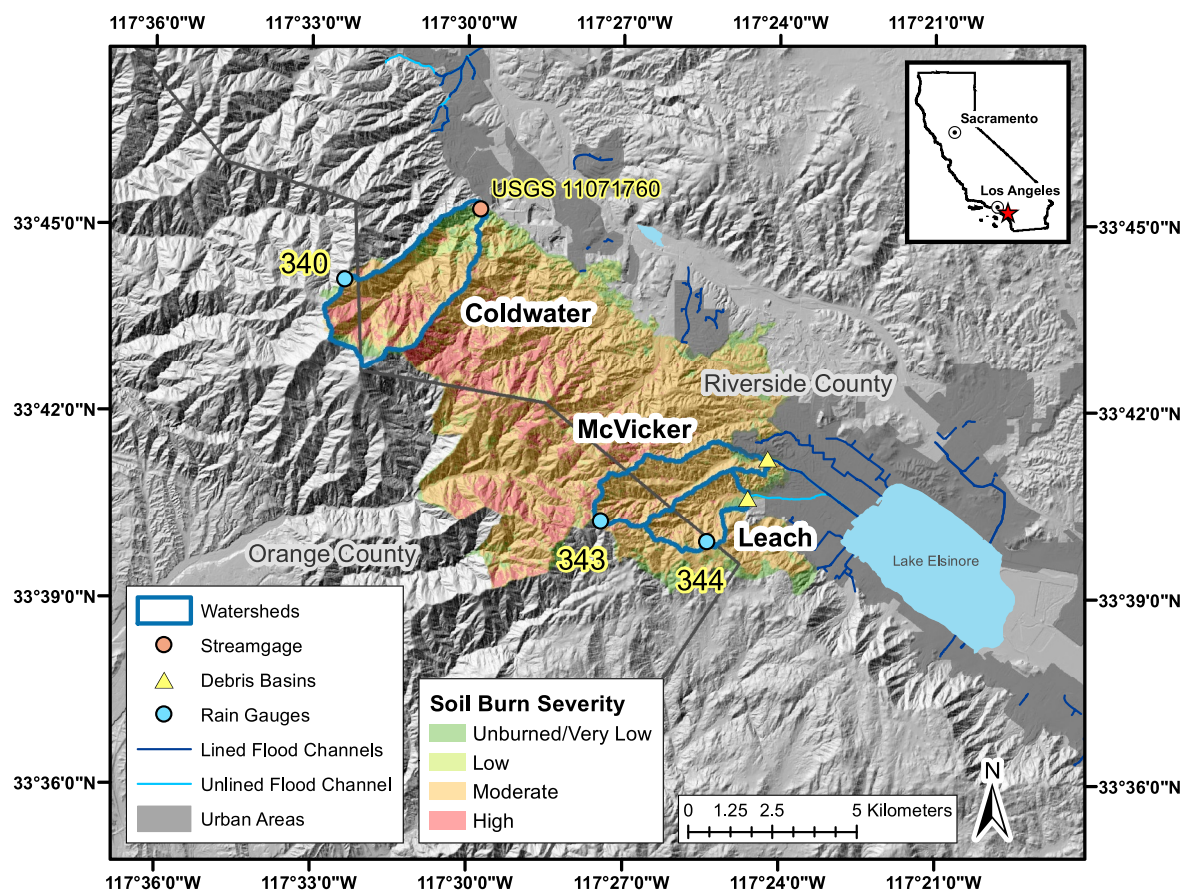 117°36'0"W
117°33'0"W
117°30'0"W
117°27'0"W
117°24'0"W
117°21'0"W
Sacramento
Los Angeles
USGS 11071760
33°45'0"N
33°45'0"N
340
Coldwater
Riverside County
33°42'0"N
33°42'0"N
McVicker
Leach
Orange County
343
344
Lake Elsinore
33°39'0"N
33°39'0"N
Watersheds
Streamgage
Debris Basins
Rain Gauges
Lined Flood Channels
Unlined Flood Channel
Urban Areas
Soil Burn Severity
Unburned/Very Low
Low
Moderate
High
0 1.25 2.5 5 Kilometers
N
33°36'0"N
33°36'0"N
117°36'0"W
117°33'0"W
117°30'0"W
117°27'0"W
117°24'0"W
117°21'0"W